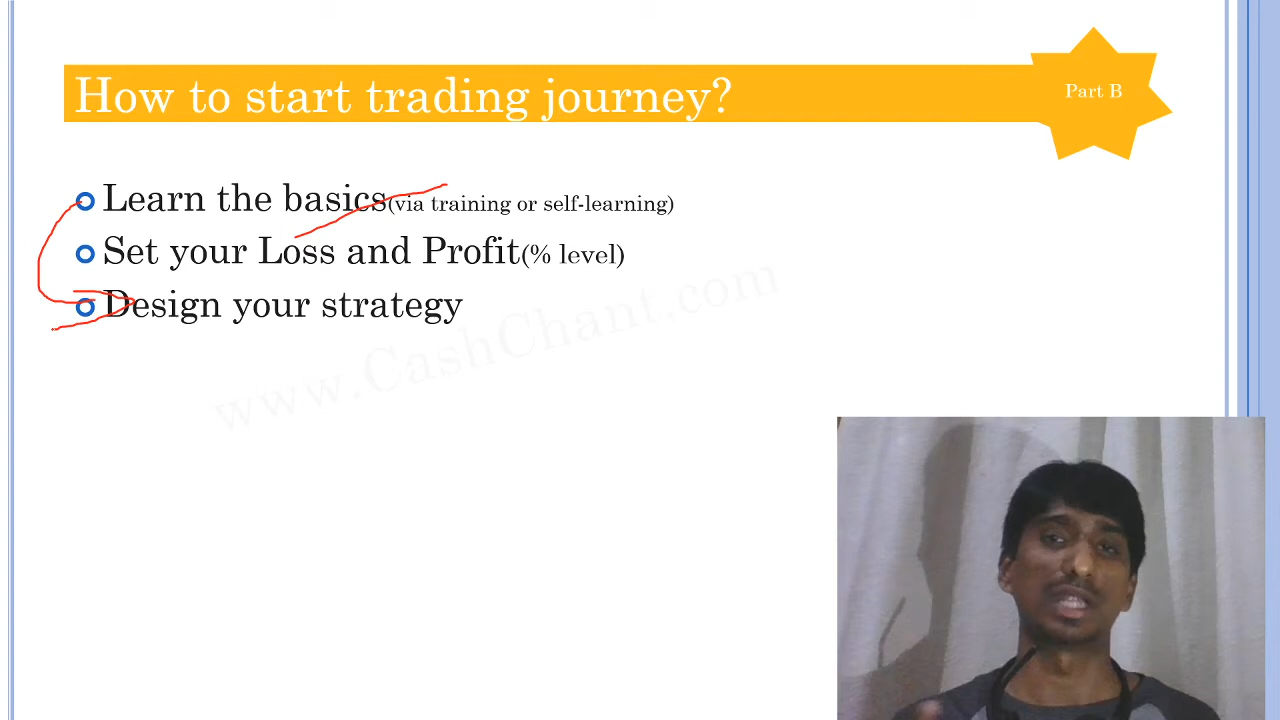 How to start trading journey?
Part B
Learn the basics(via training or self-learning)
Set your Loss and Profit(% level)
Design your strategy
www.CashChant.com